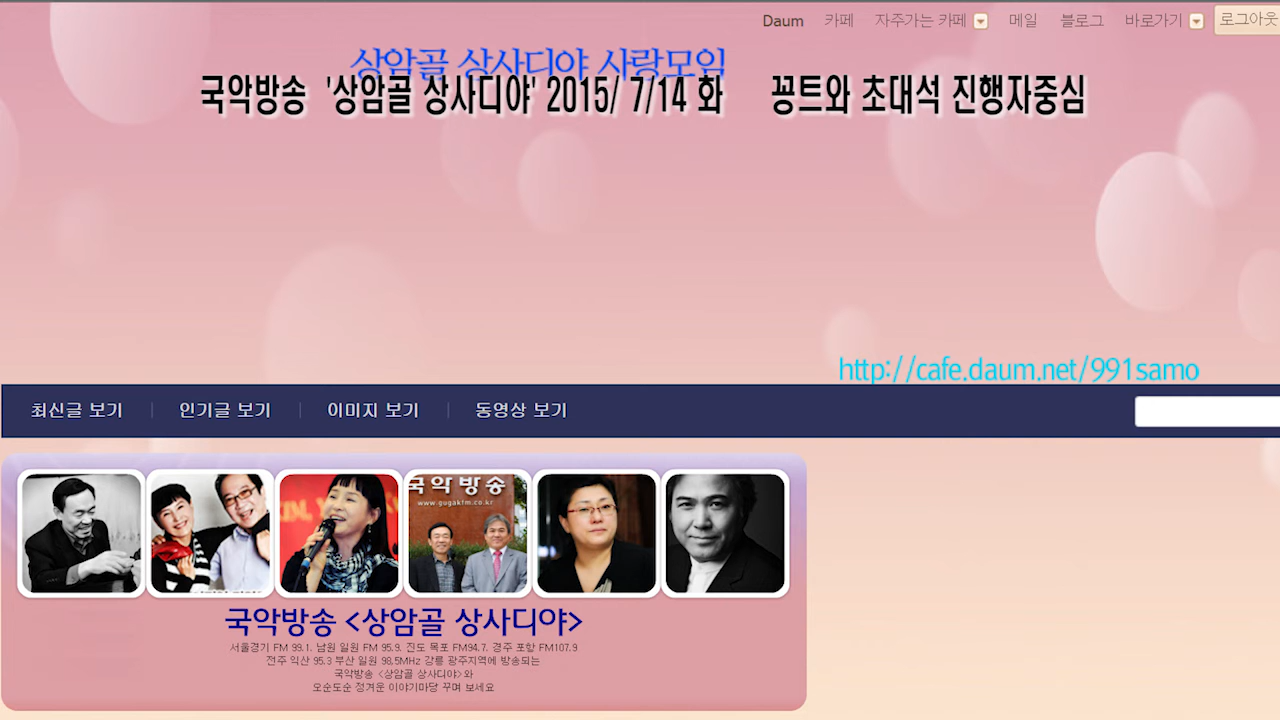 Daum 카페 자주가는 카페 메일 블로그 바로가기 로그아웃
상암골 상사디야 사랑모임
국악방송 '상암골 상사디야' 2015/ 7/14 화 꽁트와 초대석 진행자중심
http://cafe.daum.net/991samo
최신글 보기 | 인기글 보기 | 이미지 보기 | 동영상 보기
국악방송
www.gugakfm.co.kr
국악방송 <상암골 상사디야>
서울경기 FM 99.1. 남원 일원 FM 95.9. 진도 목포 FM94.7. 경주 포항 FM107.9
전주 익산 95.3 부산 일원 98.5MHz 강릉 광주지역에 방송되는
국악방송 <상암골 상사디야>와
오순도순 정겨운 이야기마당 꾸며 보세요